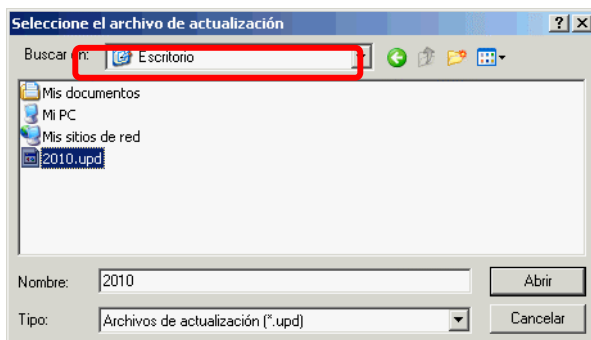 Seleccione el archivo de actualización
Buscar en: Escritorio
Mis documentos
Mi PC
Mis sitios de red
2010.upd
Nombre: 2010 Abrir
Tipo: Archivos de actualización (*.upd) Cancelar